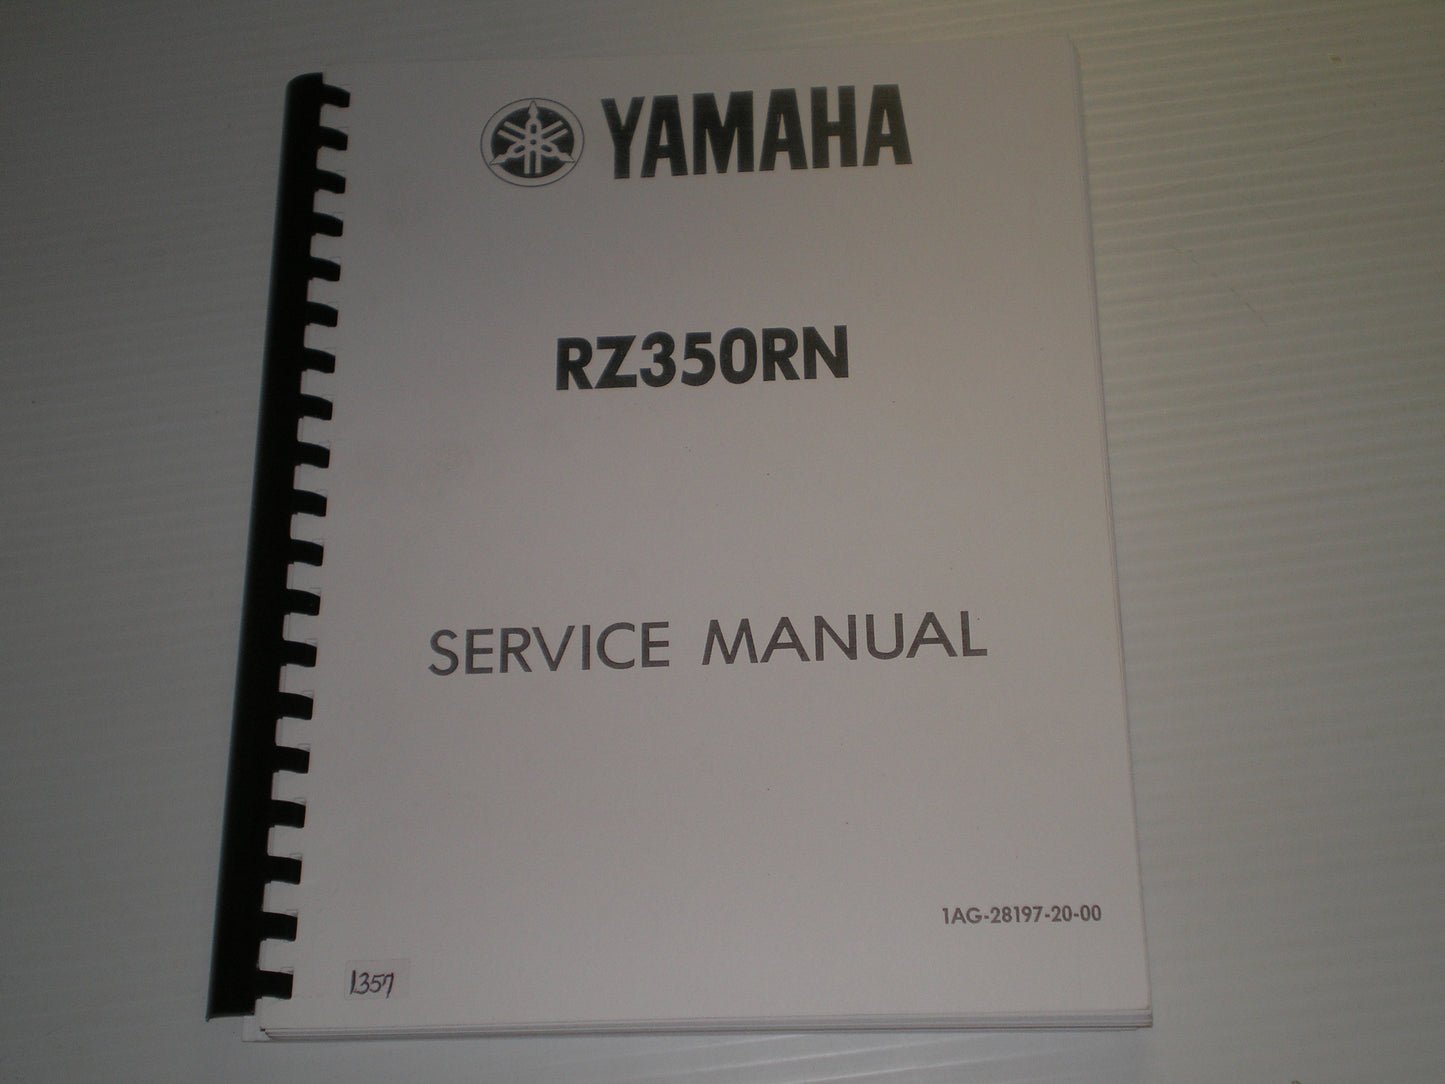 YAMAHA
RZ350RN
SERVICE MANUAL
1AG-28197-20-00
1357